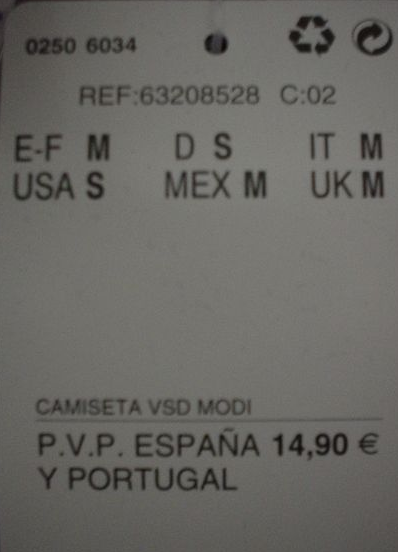 0250 6034
REF:63208528 C:02
E-F M D S IT M
USA S MEX M UK M
CAMISETA VSD MODI
P.V.P. ESPAÑA 14,90 €
Y PORTUGAL